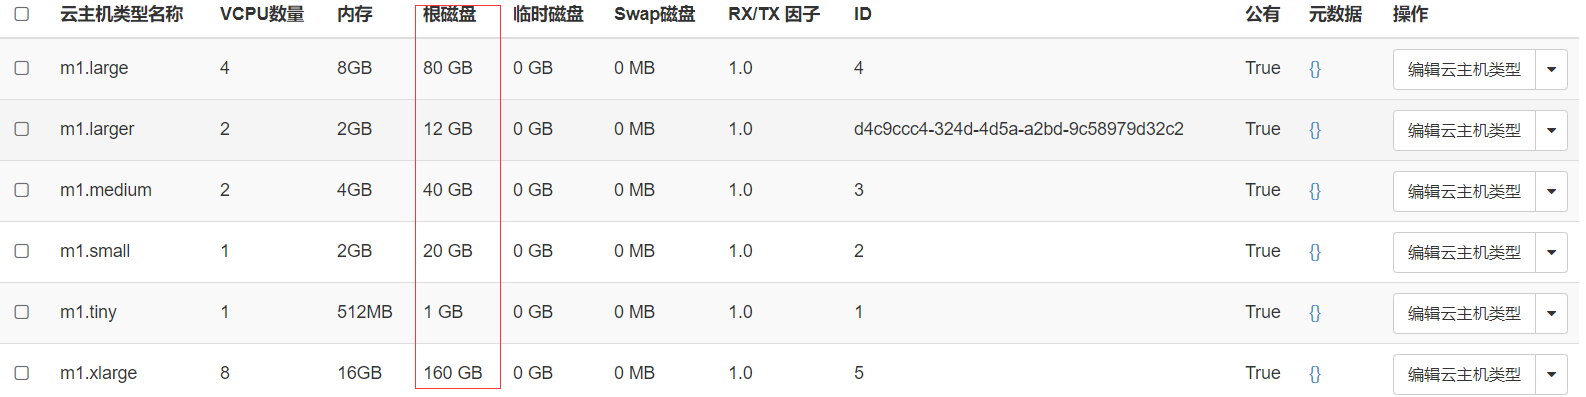 云主机类型名称 VCPU数量 内存 根磁盘 临时磁盘 Swap磁盘 RX/TX 因子 ID 公有 元数据 操作
m1.large 4 8GB 80 GB 0 GB 0 MB 1.0 4 True {} 编辑云主机类型
m1.larger 2 2GB 12 GB 0 GB 0 MB 1.0 d4c9ccc4-324d-4d5a-a2bd-9c58979d32c2 True {} 编辑云主机类型
m1.medium 2 4GB 40 GB 0 GB 0 MB 1.0 3 True {} 编辑云主机类型
m1.small 1 2GB 20 GB 0 GB 0 MB 1.0 2 True {} 编辑云主机类型
m1.tiny 1 512MB 1 GB 0 GB 0 MB 1.0 1 True {} 编辑云主机类型
m1.xlarge 8 16GB 160 GB 0 GB 0 MB 1.0 5 True {} 编辑云主机类型